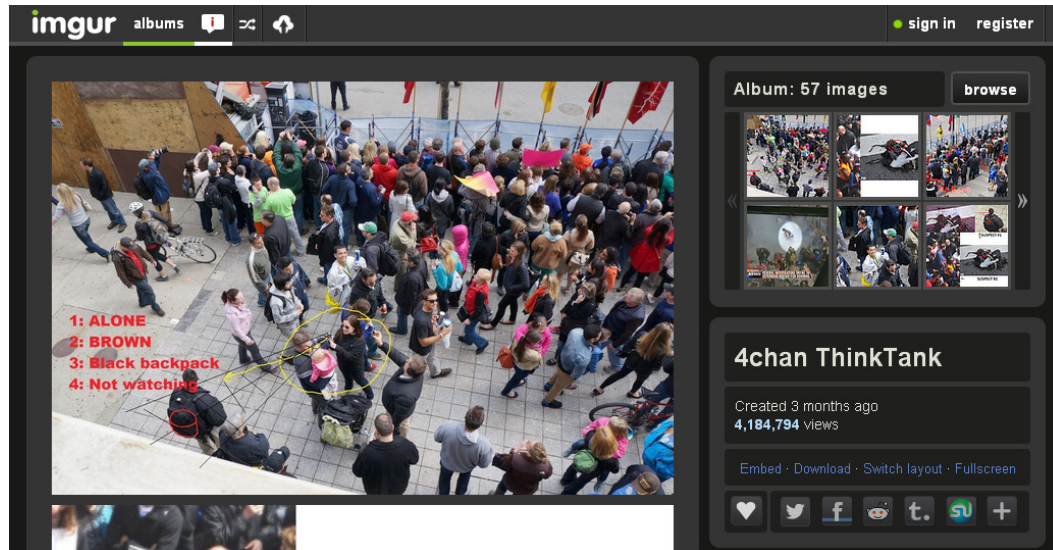 imgur albums sign in register
Album: 57 images browse
1: ALONE
2: BROWN
3: Black backpack
4: Not watching
4chan ThinkTank
Created 3 months ago
4,184,794 views
Embed · Download · Switch layout · Fullscreen